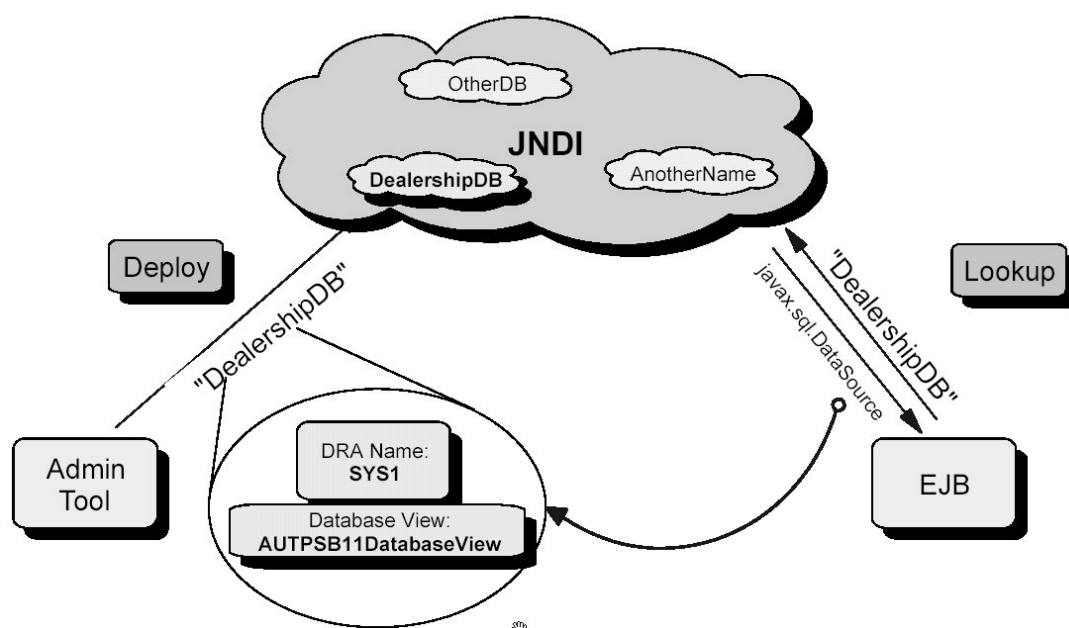 OtherDB
JNDI
DealershipDB
AnotherName
Deploy
"DealershipDB"
javax.sql.DataSource
"DealershipDB"
Lookup
Admin
Tool
DRA Name:
SYS1
Database View:
AUTPSB11DatabaseView
EJB